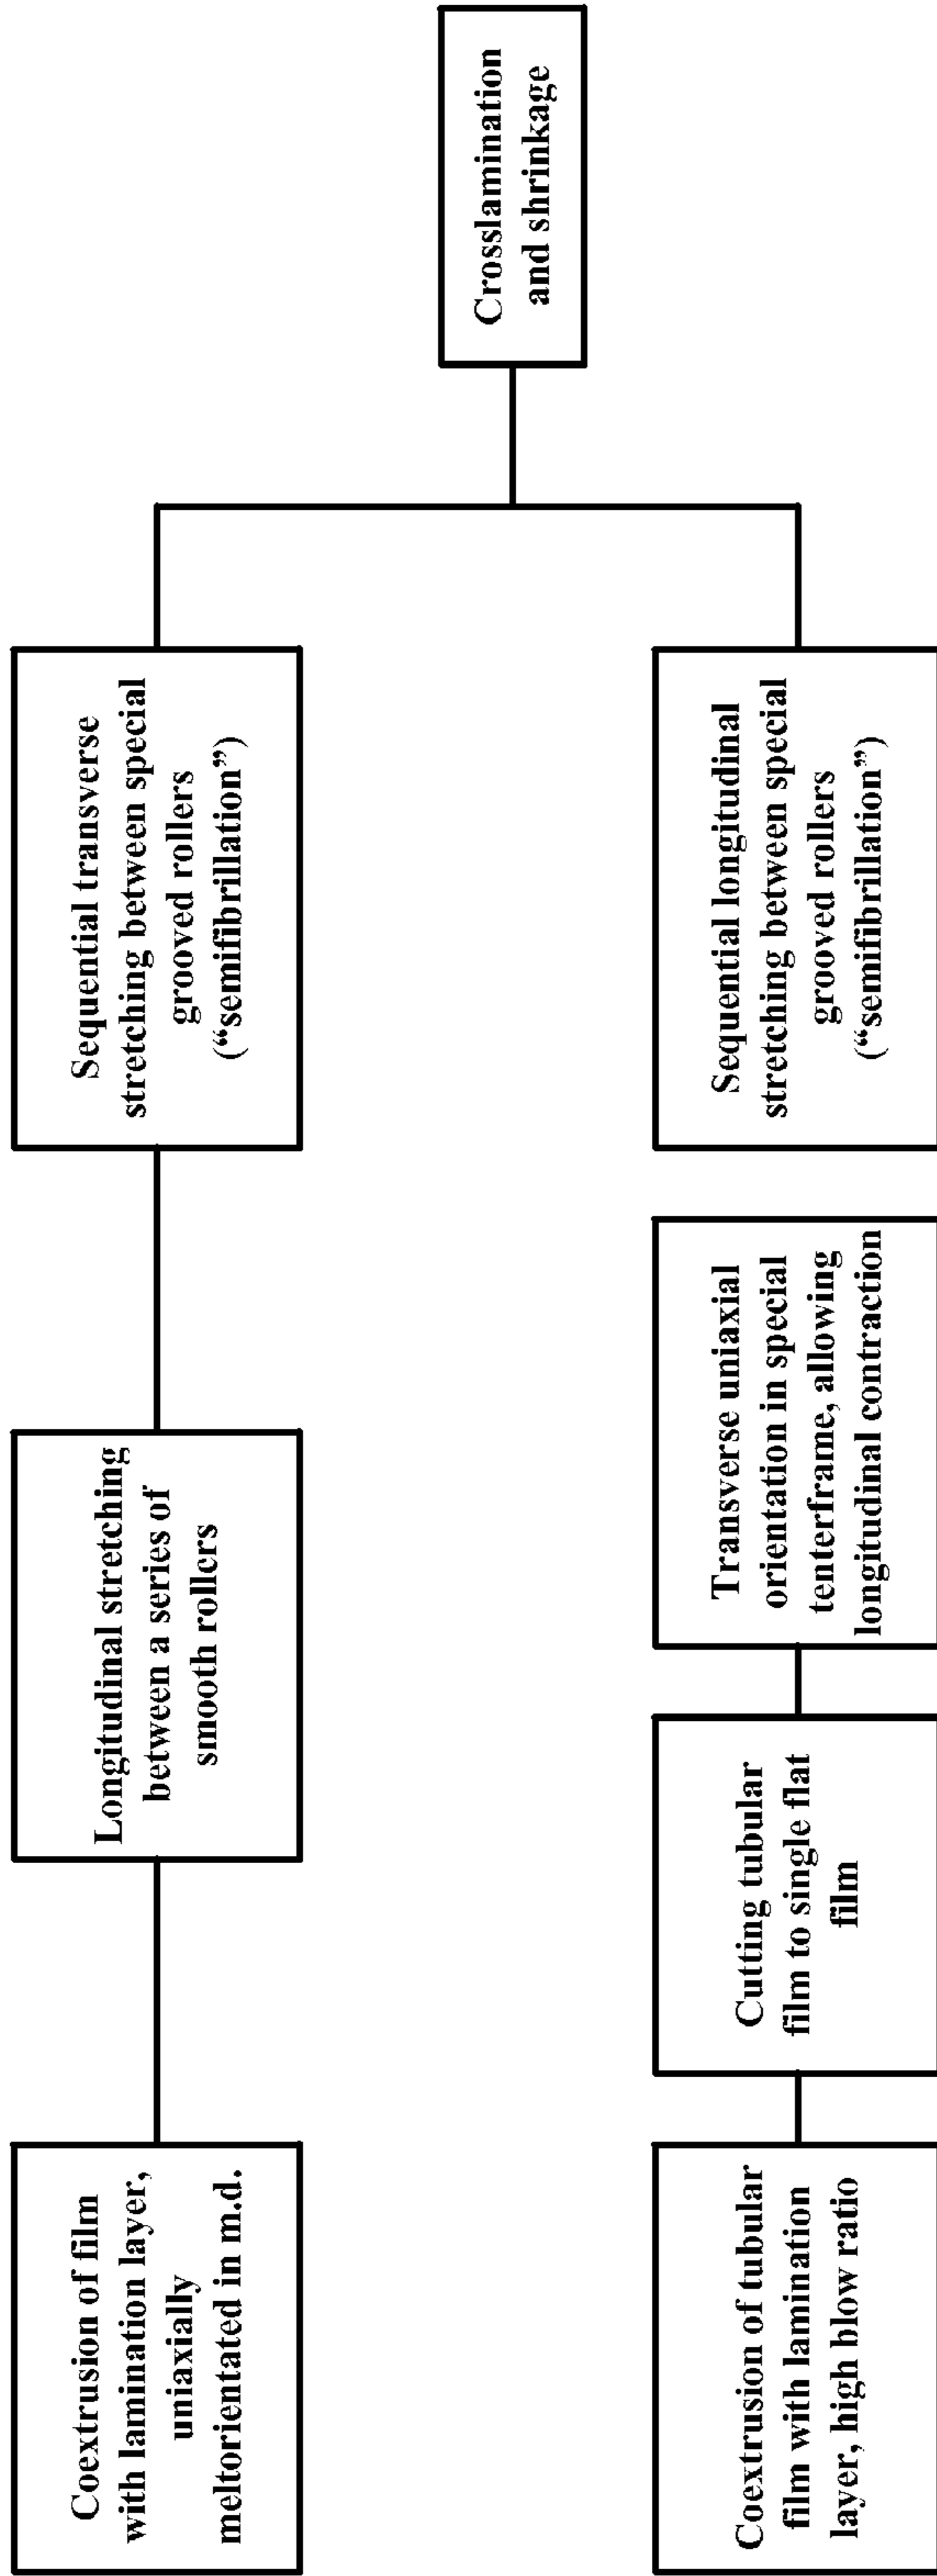 Coextrusion of film
with lamination layer,
uniaxially
meltorientated in m.d.
Longitudinal stretching
between a series of
smooth rollers
Sequential transverse
stretching between special
grooved rollers
(“semifibrillation”)
Coextrusion of tubular
film with lamination
layer, high blow ratio
Cutting tubular
film to single flat
film
Transverse uniaxial
orientation in special
tenterframe, allowing
longitudinal contraction
Sequential longitudinal
stretching between special
grooved rollers
(“semifibrillation”)
Crosslamination
and shrinkage